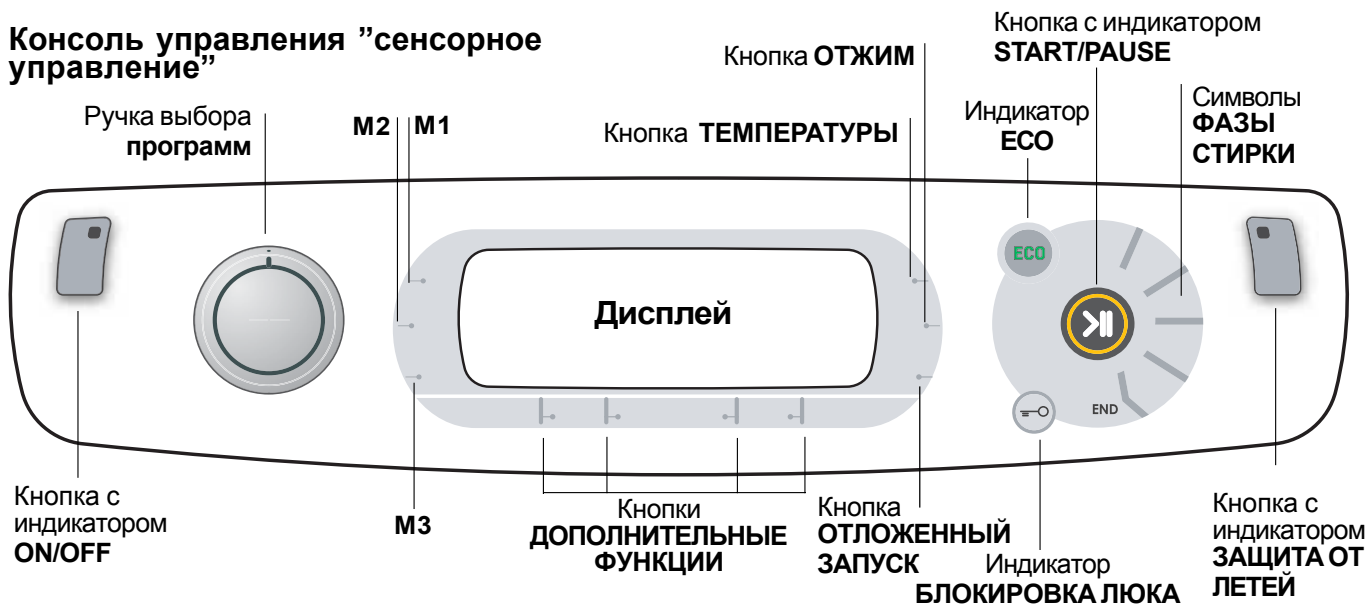 Консоль управления ”сенсорное
управление”
Ручка выбора
программ
M2
M1
Кнопка ОТЖИМ
Кнопка ТЕМПЕРАТУРЫ
Кнопка с индикатором
START/PAUSE
Индикатор
ECO
Символы
ФАЗЫ
СТИРКИ
ECO
Дисплей
END
Кнопка с
индикатором
ON/OFF
M3
Кнопки
ДОПОЛНИТЕЛЬНЫЕ
ФУНКЦИИ
Кнопка
ОТЛОЖЕННЫЙ
ЗАПУСК
Индикатор
БЛОКИРОВКА ЛЮКА
Кнопка с
индикатором
ЗАЩИТА ОТ
ЛЕТЕЙ